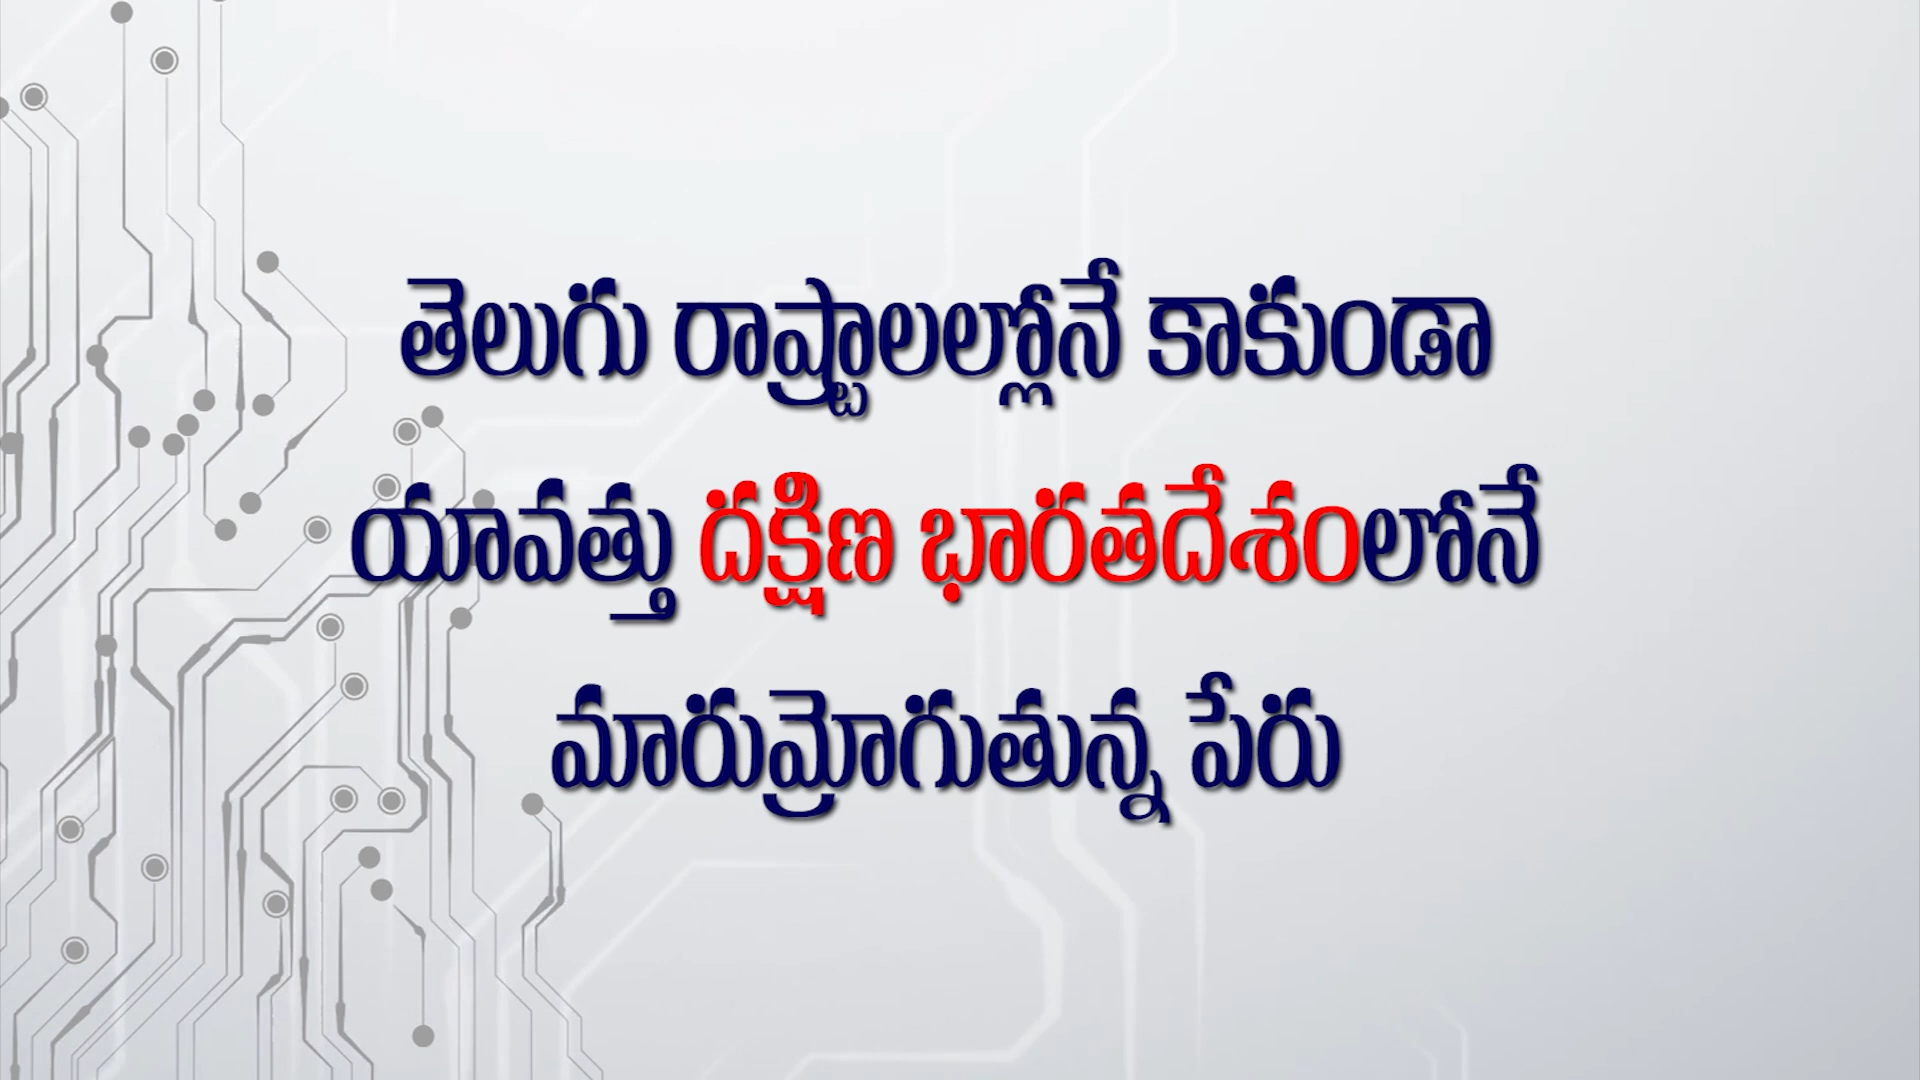 తెలుగు రాష్ట్రాలల్లోనే కాకుండా
యావత్తు దక్షిణ భారతదేశంలోనే
మారుమ్రోగుతున్న పేరు